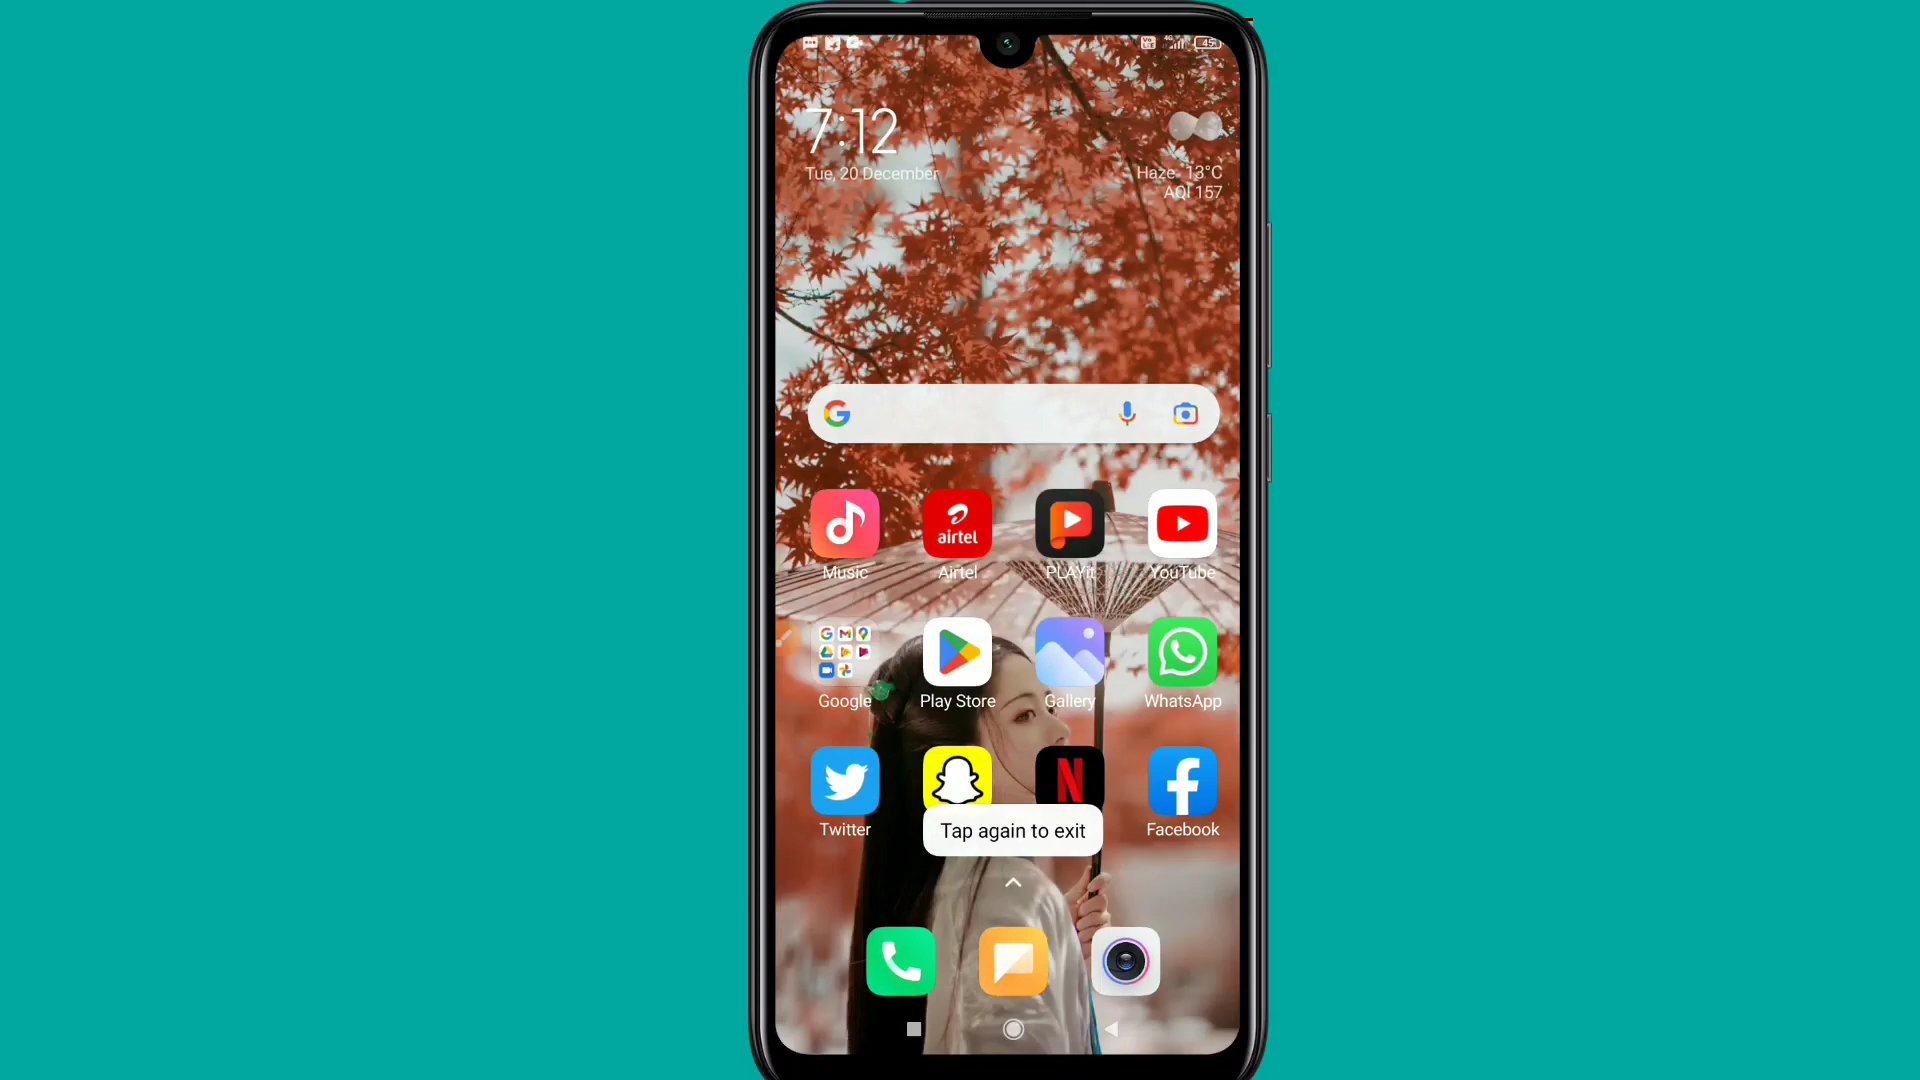 45
7:12
Tue, 20 December
Haze 13°C
AQI 157
airtel
Music
Airtel
PLAYit
YouTube
Google
Play Store
Gallery
WhatsApp
Twitter
Tap again to exit
Facebook